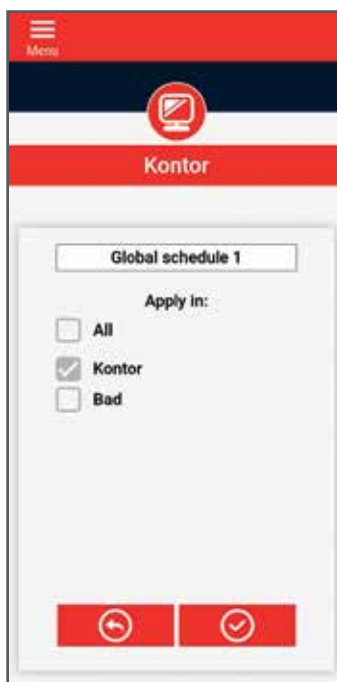 Menu
Kontor
Global schedule 1
Apply in:
All
Kontor
Bad